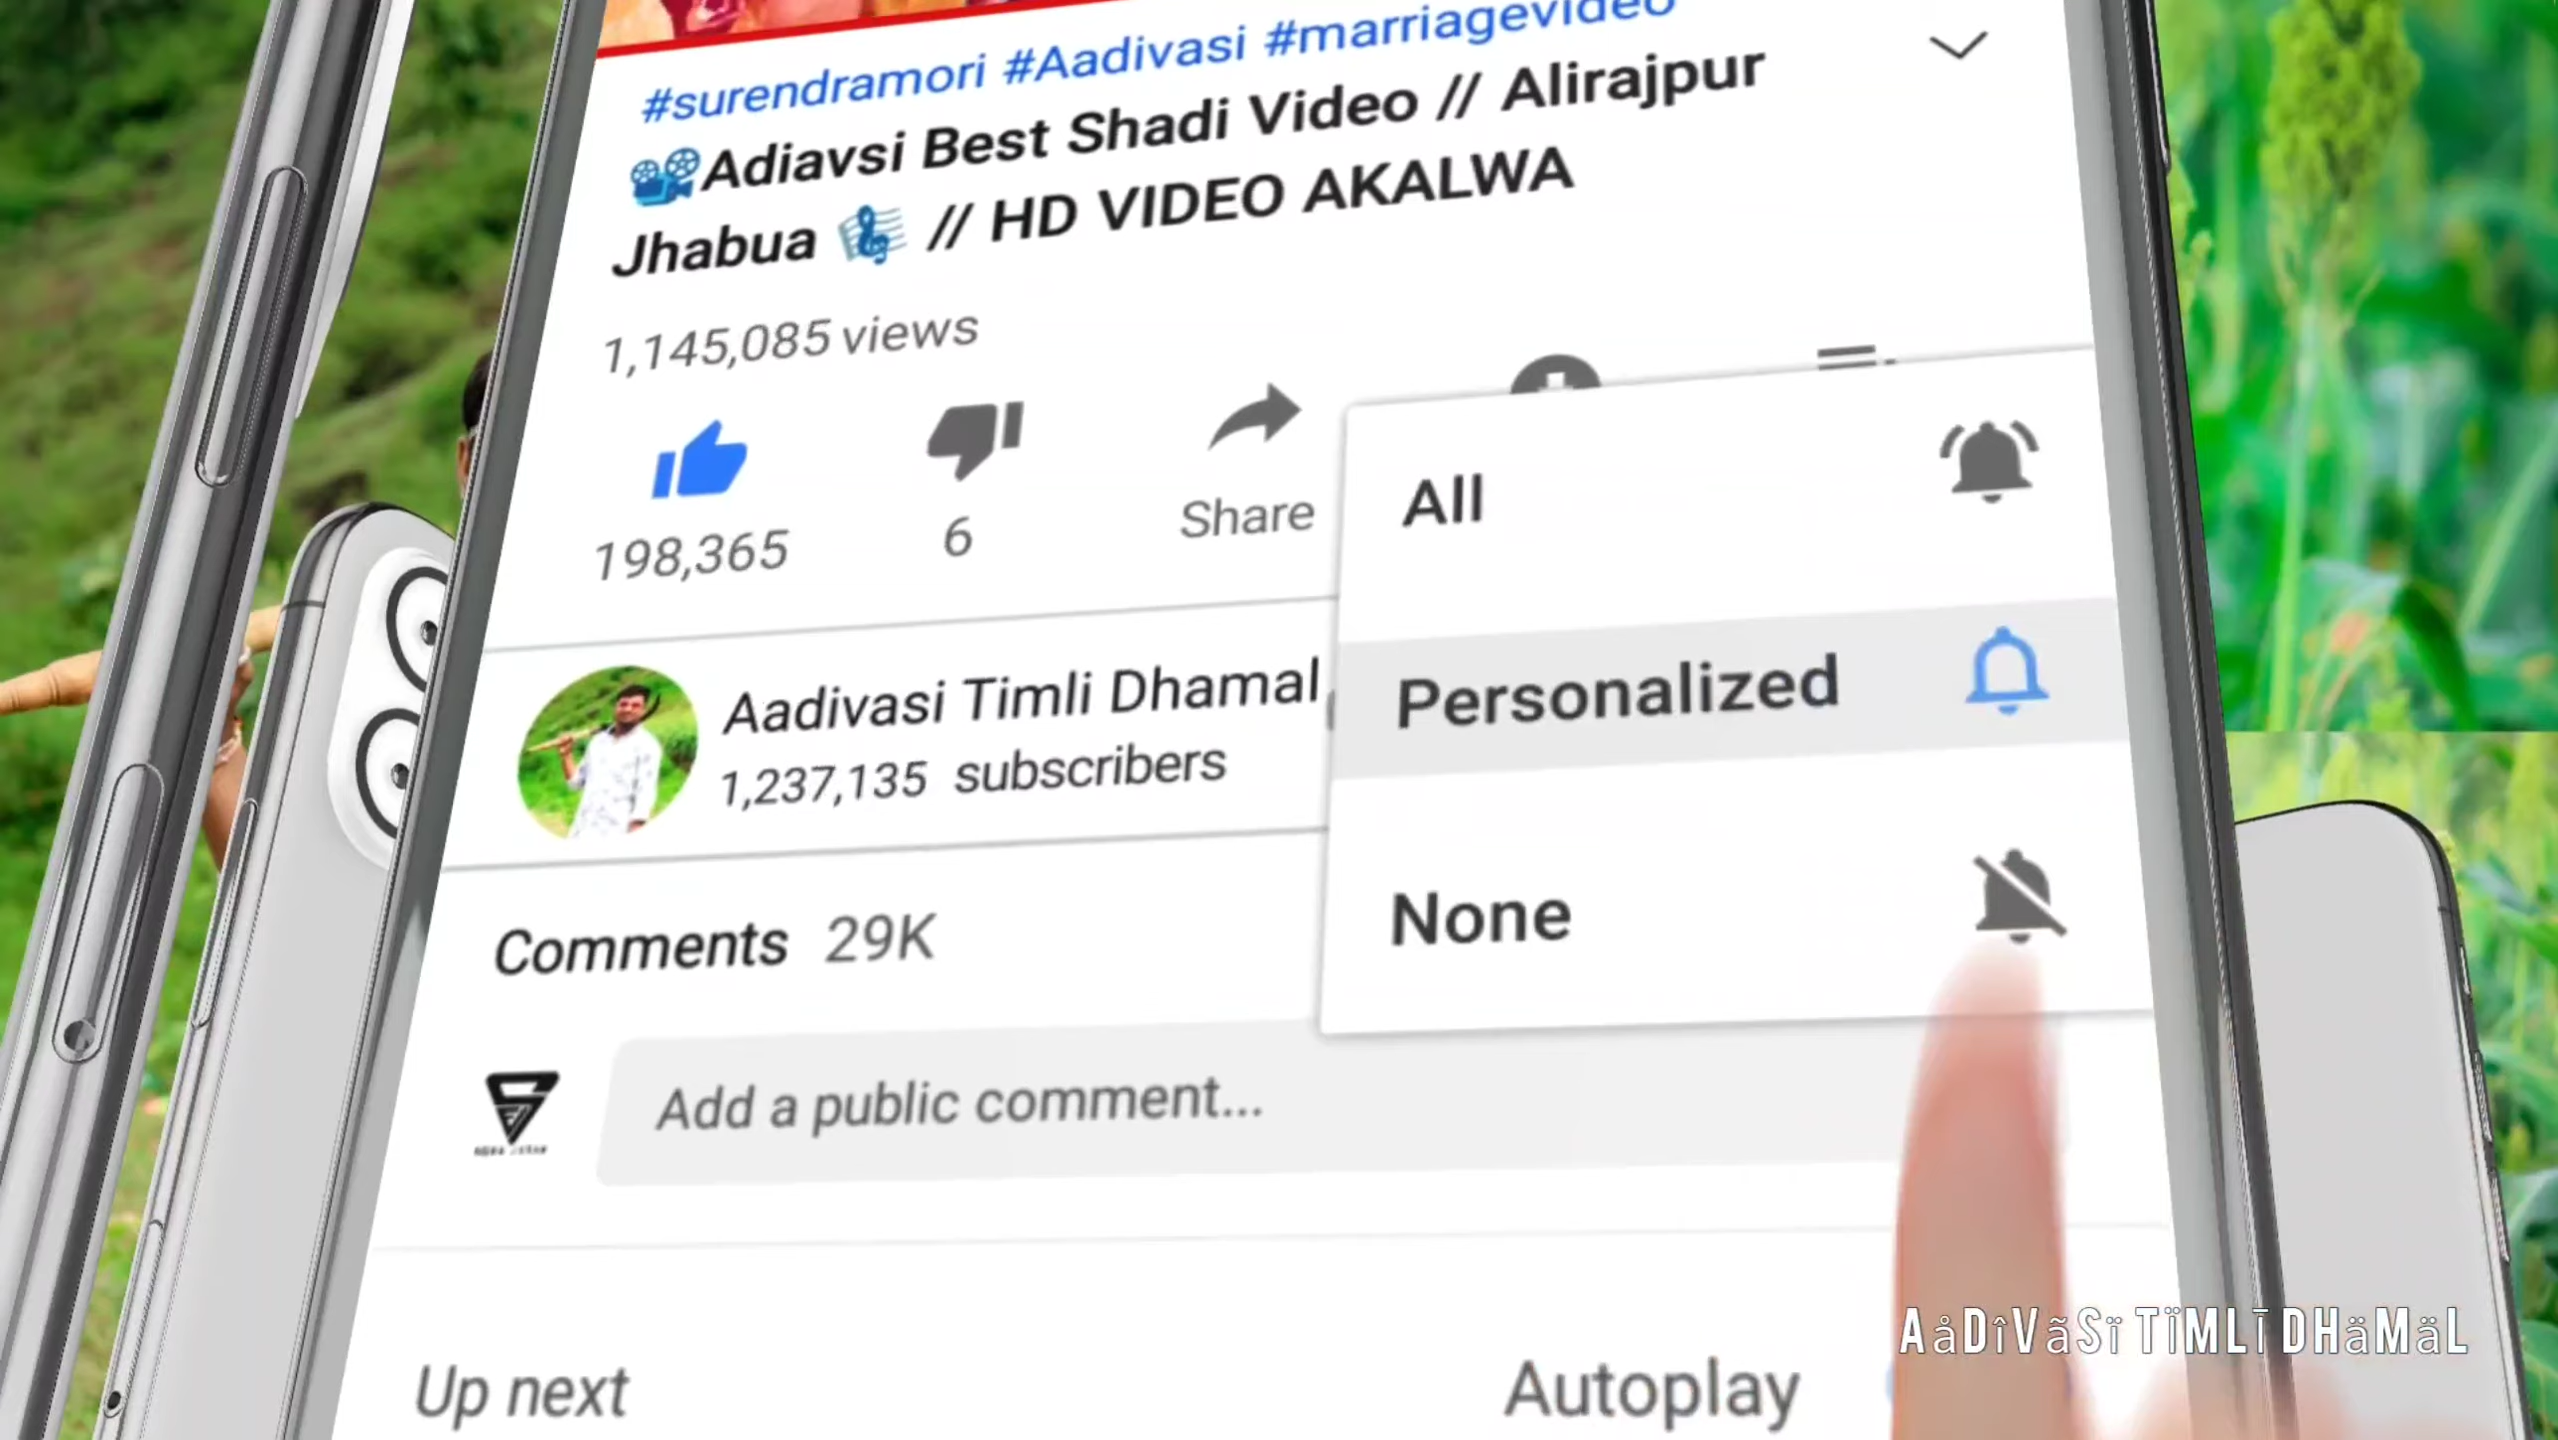 #surendramori #Aadivasi #marriagevideo
📽Adiavsi Best Shadi Video // Alirajpur
Jhabua 🎼 // HD VIDEO AKALWA
1,145,085 views
198,365
6
Share
All
Personalized
None
Aadivasi Timli Dhamal
1,237,135 subscribers
Comments 29K
Add a public comment...
Up next
Autoplay
AåDîVãSï TÏMLĪ DHäMäL